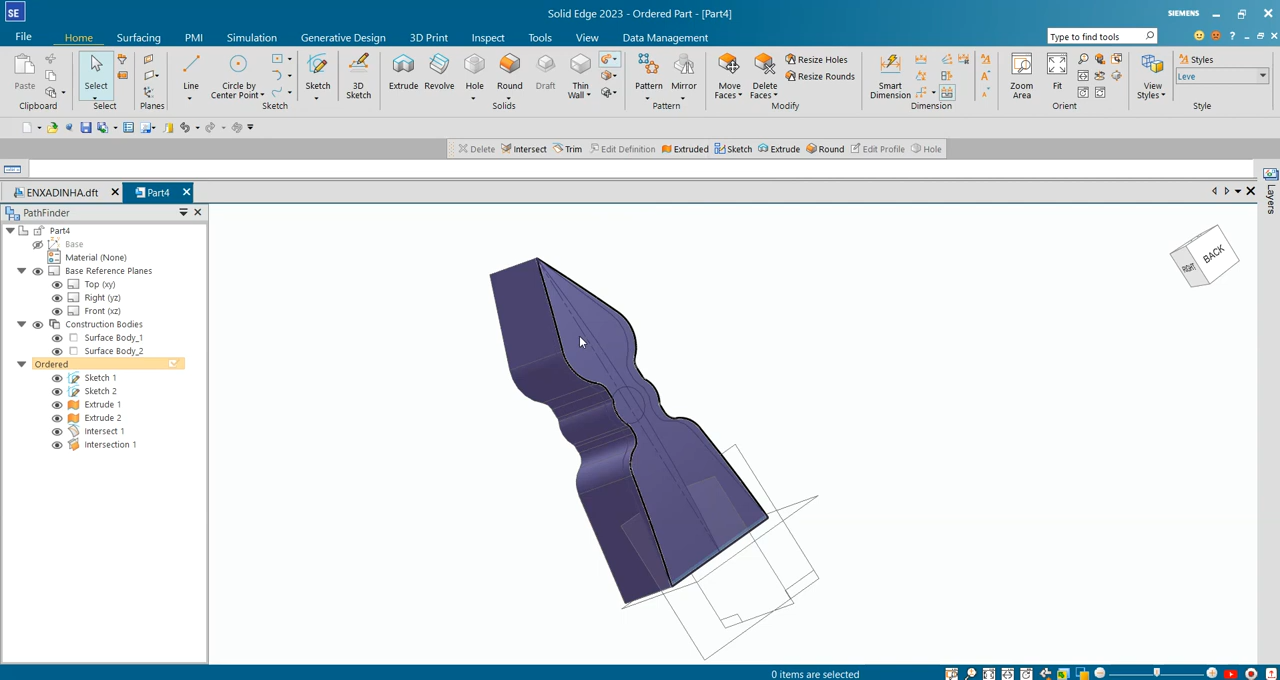 SE
Solid Edge 2023 - Ordered Part - [Part4]
SIEMENS
File Home Surfacing PMI Simulation Generative Design 3D Print Inspect Tools View Data Management
Type to find tools
Paste
Clipboard
Select
Select
Planes
Line
Circle by
Center Point
Sketch
Sketch
3D
Sketch
Extrude
Revolve
Hole
Round
Solids
Draft
Thin
Wall
Pattern
Mirror
Pattern
Move
Faces
Delete
Faces
Resize Holes
Resize Rounds
Modify
Smart
Dimension
Dimension
Zoom
Area
Fit
Orient
View
Styles
Styles
Leve
Style
Delete Intersect Trim Edit Definition Extruded Sketch Extrude Round Edit Profile Hole
ENXADINHA.dft
Part4
PathFinder
Part4
Base
Material (None)
Base Reference Planes
Top (xy)
Right (yz)
Front (xz)
Construction Bodies
Surface Body_1
Surface Body_2
Ordered
Sketch 1
Sketch 2
Extrude 1
Extrude 2
Intersect 1
Intersection 1
RIGHT
BACK
Layers
0 items are selected